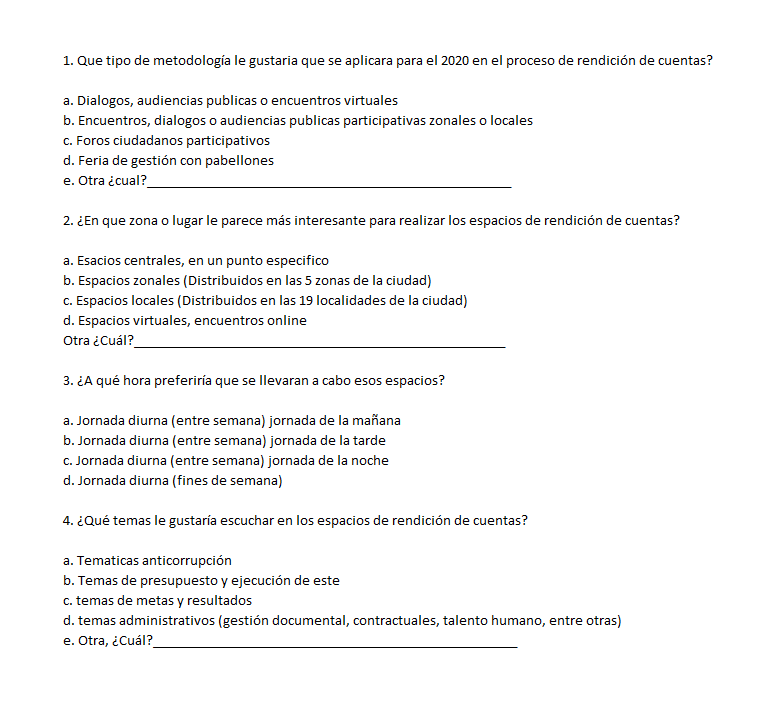 1. Que tipo de metodología le gustaria que se aplicara para el 2020 en el proceso de rendición de cuentas?
a. Dialogos, audiencias publicas o encuentros virtuales
b. Encuentros, dialogos o audiencias publicas participativas zonales o locales
c. Foros ciudadanos participativos
d. Feria de gestión con pabellones
e. Otra ¿cual?____________________________________________________
2. ¿En que zona o lugar le parece más interesante para realizar los espacios de rendición de cuentas?
a. Esacios centrales, en un punto especifico
b. Espacios zonales (Distribuidos en las 5 zonas de la ciudad)
c. Espacios locales (Distribuidos en las 19 localidades de la ciudad)
d. Espacios virtuales, encuentros online
Otra ¿Cuál?_____________________________________________________
3. ¿A qué hora preferiría que se llevaran a cabo esos espacios?
a. Jornada diurna (entre semana) jornada de la mañana
b. Jornada diurna (entre semana) jornada de la tarde
c. Jornada diurna (entre semana) jornada de la noche
d. Jornada diurna (fines de semana)
4. ¿Qué temas le gustaría escuchar en los espacios de rendición de cuentas?
a. Tematicas anticorrupción
b. Temas de presupuesto y ejecución de este
c. temas de metas y resultados
d. temas administrativos (gestión documental, contractuales, talento humano, entre otras)
e. Otra, ¿Cuál?____________________________________________________